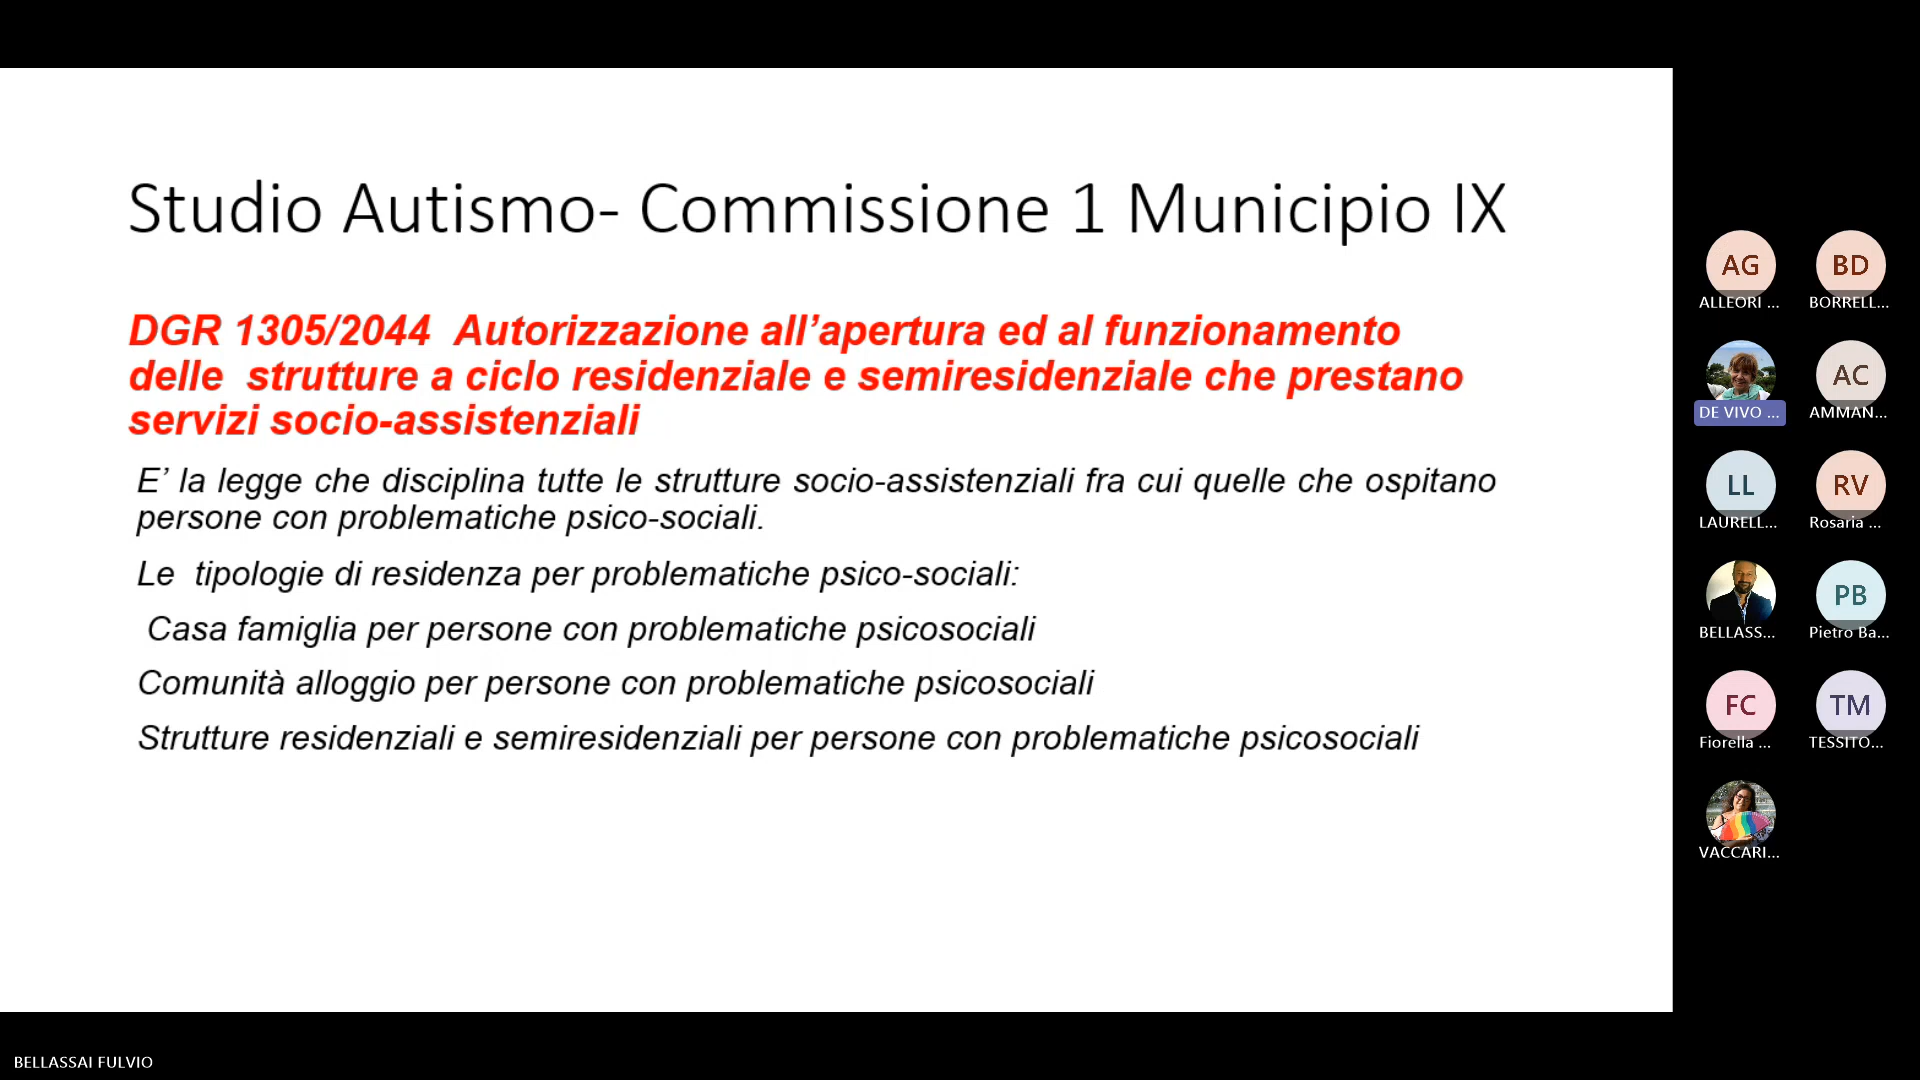 Studio Autismo- Commissione 1 Municipio IX
DGR 1305/2044  Autorizzazione all’apertura ed al funzionamento
delle  strutture a ciclo residenziale e semiresidenziale che prestano
servizi socio-assistenziali
E’ la legge che disciplina tutte le strutture socio-assistenziali fra cui quelle che ospitano
persone con problematiche psico-sociali.
Le  tipologie di residenza per problematiche psico-sociali:
Casa famiglia per persone con problematiche psicosociali
Comunità alloggio per persone con problematiche psicosociali
Strutture residenziali e semiresidenziali per persone con problematiche psicosociali
AG
ALLEORI ...
BD
BORRELL...
DE VIVO ...
AC
AMMAN...
LL
LAURELL...
RV
Rosaria ...
BELLASS...
PB
Pietro Ba...
FC
Fiorella ...
TM
TESSITO...
VACCARI...
BELLASSAI FULVIO